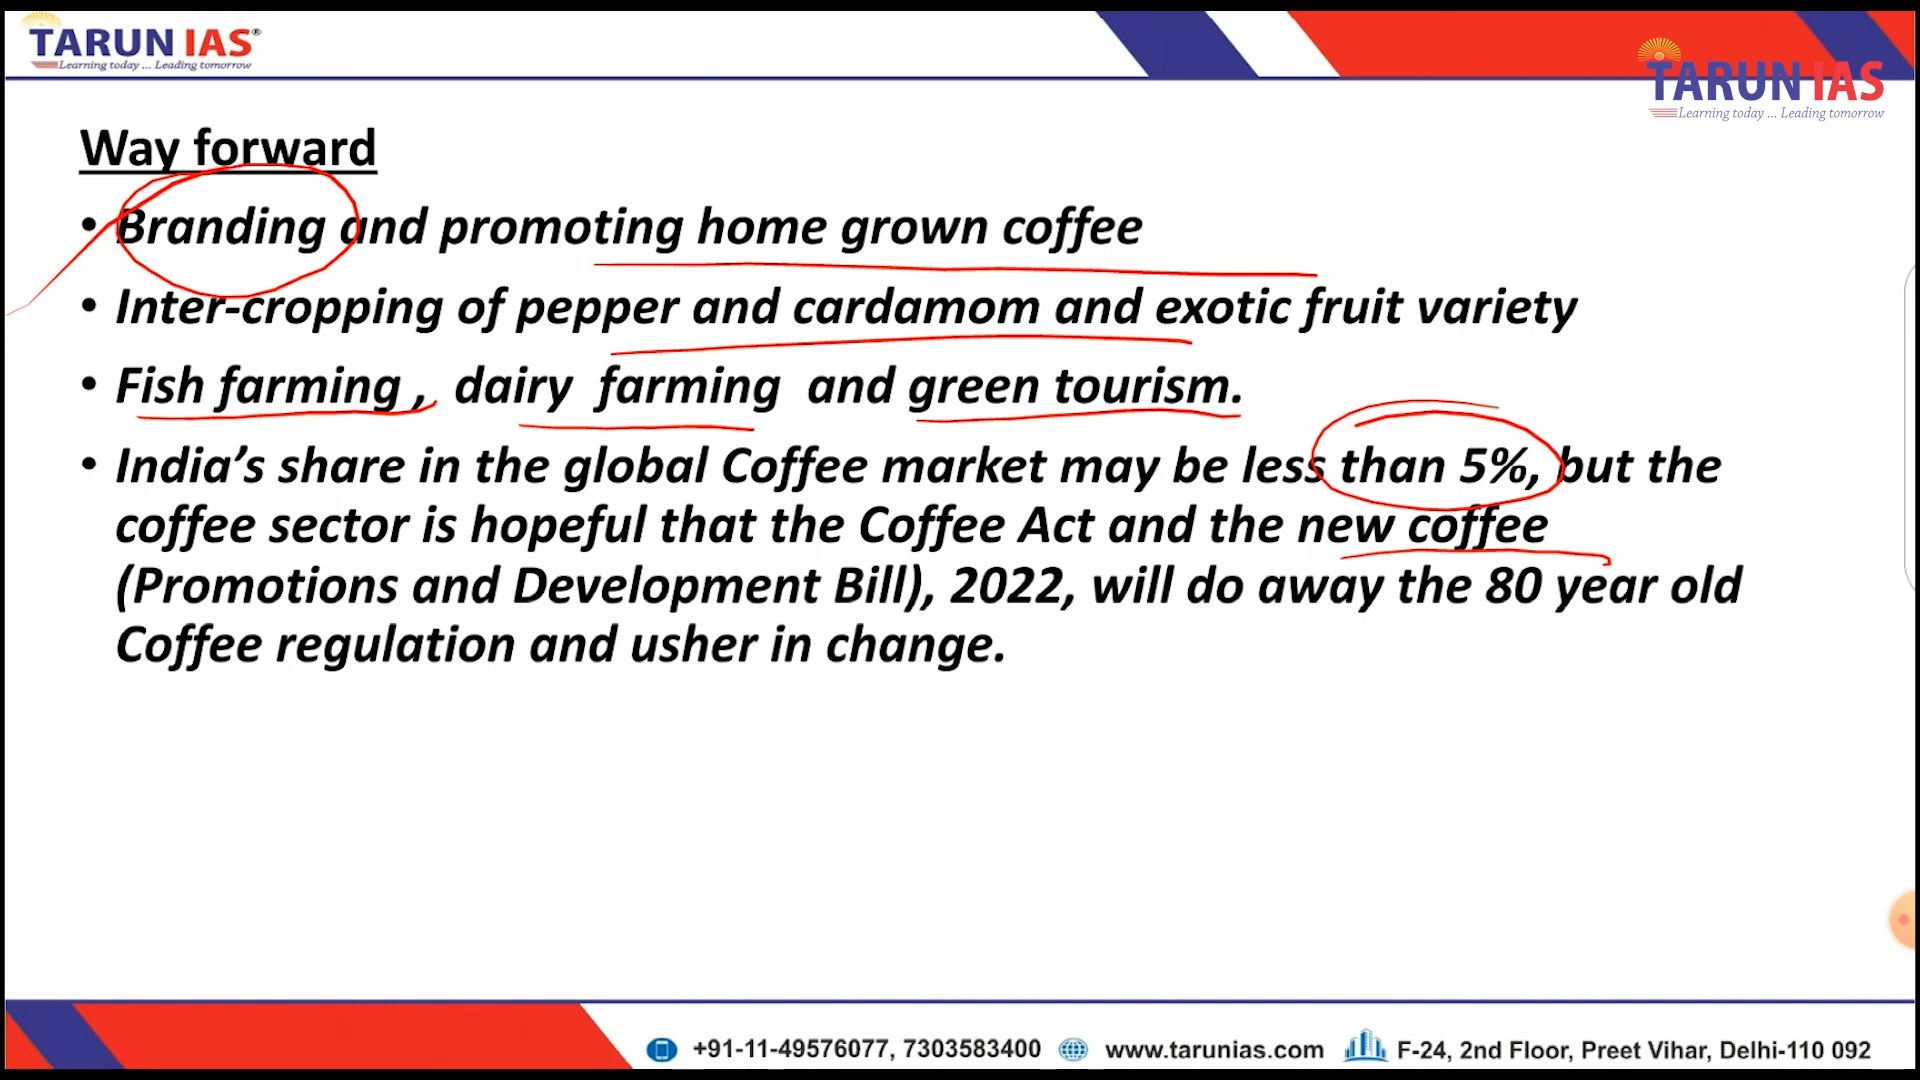 TARUN IAS®
Learning today ... Leading tomorrow
TARUN IAS
Learning today ... Leading tomorrow
Way forward
• Branding and promoting home grown coffee
• Inter-cropping of pepper and cardamom and exotic fruit variety
• Fish farming , dairy farming and green tourism.
• India’s share in the global Coffee market may be less than 5%, but the
coffee sector is hopeful that the Coffee Act and the new coffee
(Promotions and Development Bill), 2022, will do away the 80 year old
Coffee regulation and usher in change.
+91-11-49576077, 7303583400 www.tarunias.com F-24, 2nd Floor, Preet Vihar, Delhi-110 092